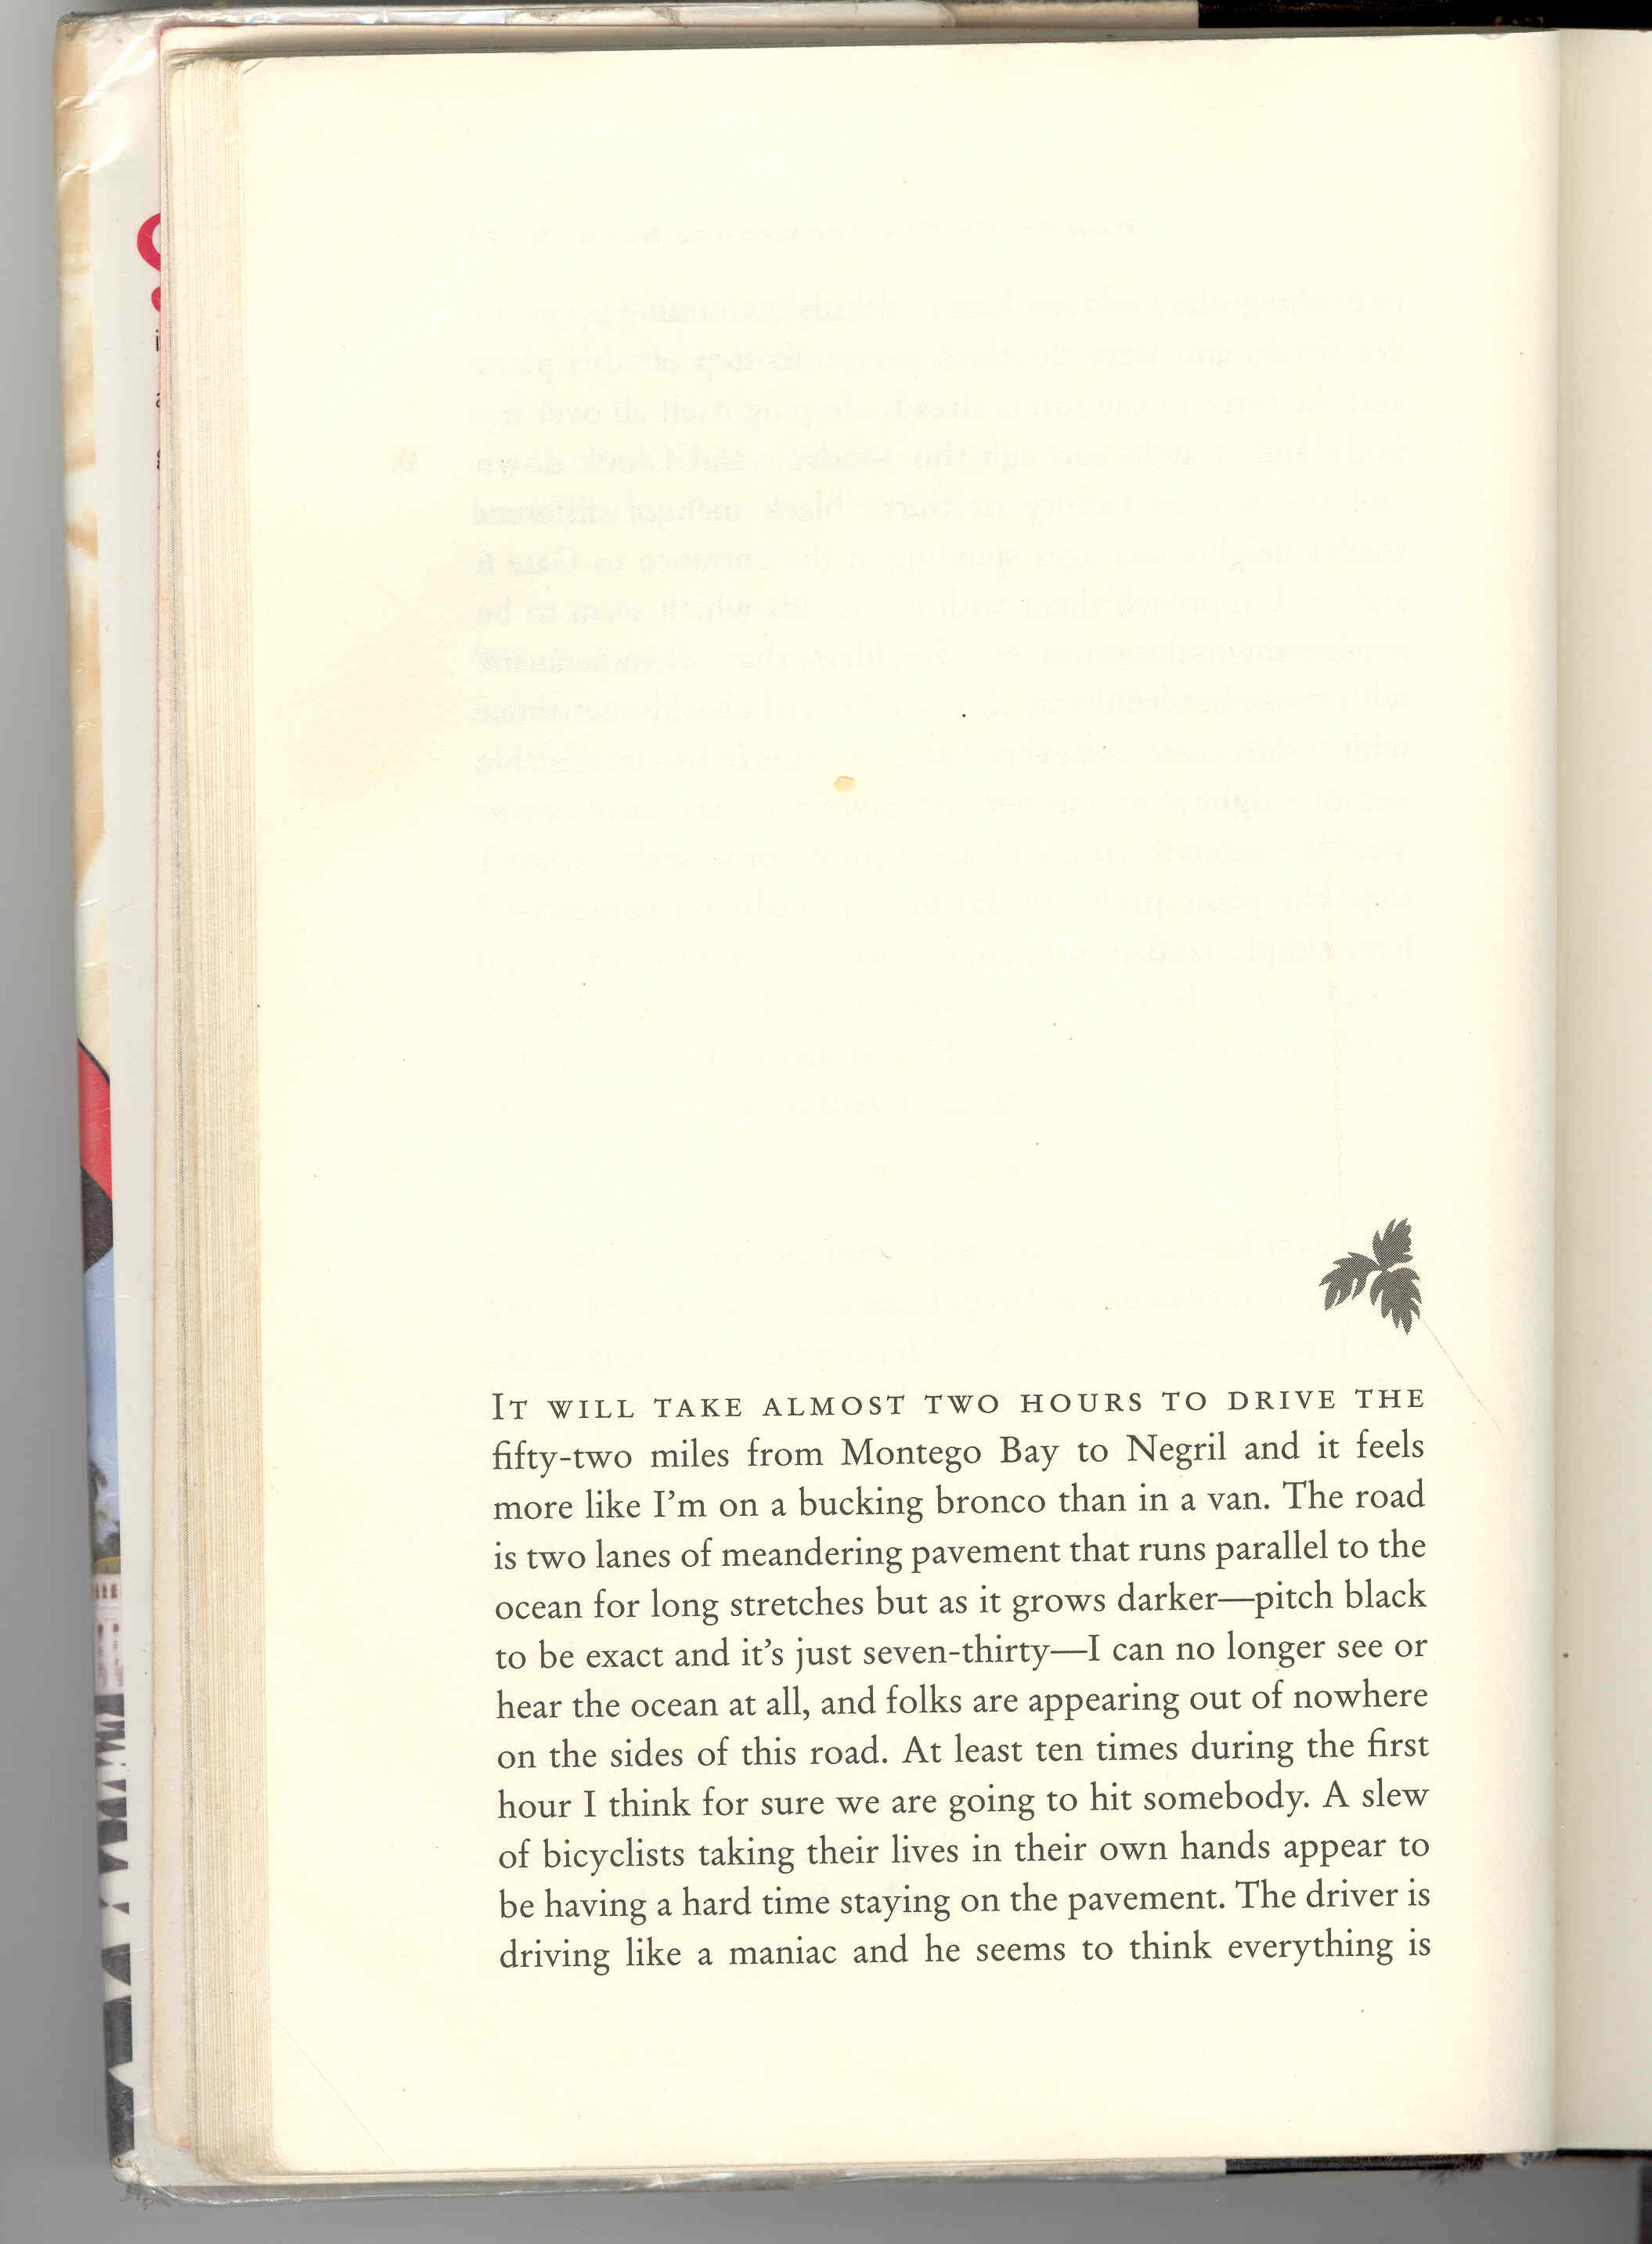 IT WILL TAKE ALMOST TWO HOURS TO DRIVE THE
fifty-two miles from Montego Bay to Negril and it feels
more like I'm on a bucking bronco than in a van. The road
is two lanes of meandering pavement that runs parallel to the
ocean for long stretches but as it grows darker—pitch black
to be exact and it's just seven-thirty—I can no longer see or
hear the ocean at all, and folks are appearing out of nowhere
on the sides of this road. At least ten times during the first
hour I think for sure we are going to hit somebody. A slew
of bicyclists taking their lives in their own hands appear to
be having a hard time staying on the pavement. The driver is
driving like a maniac and he seems to think everything is